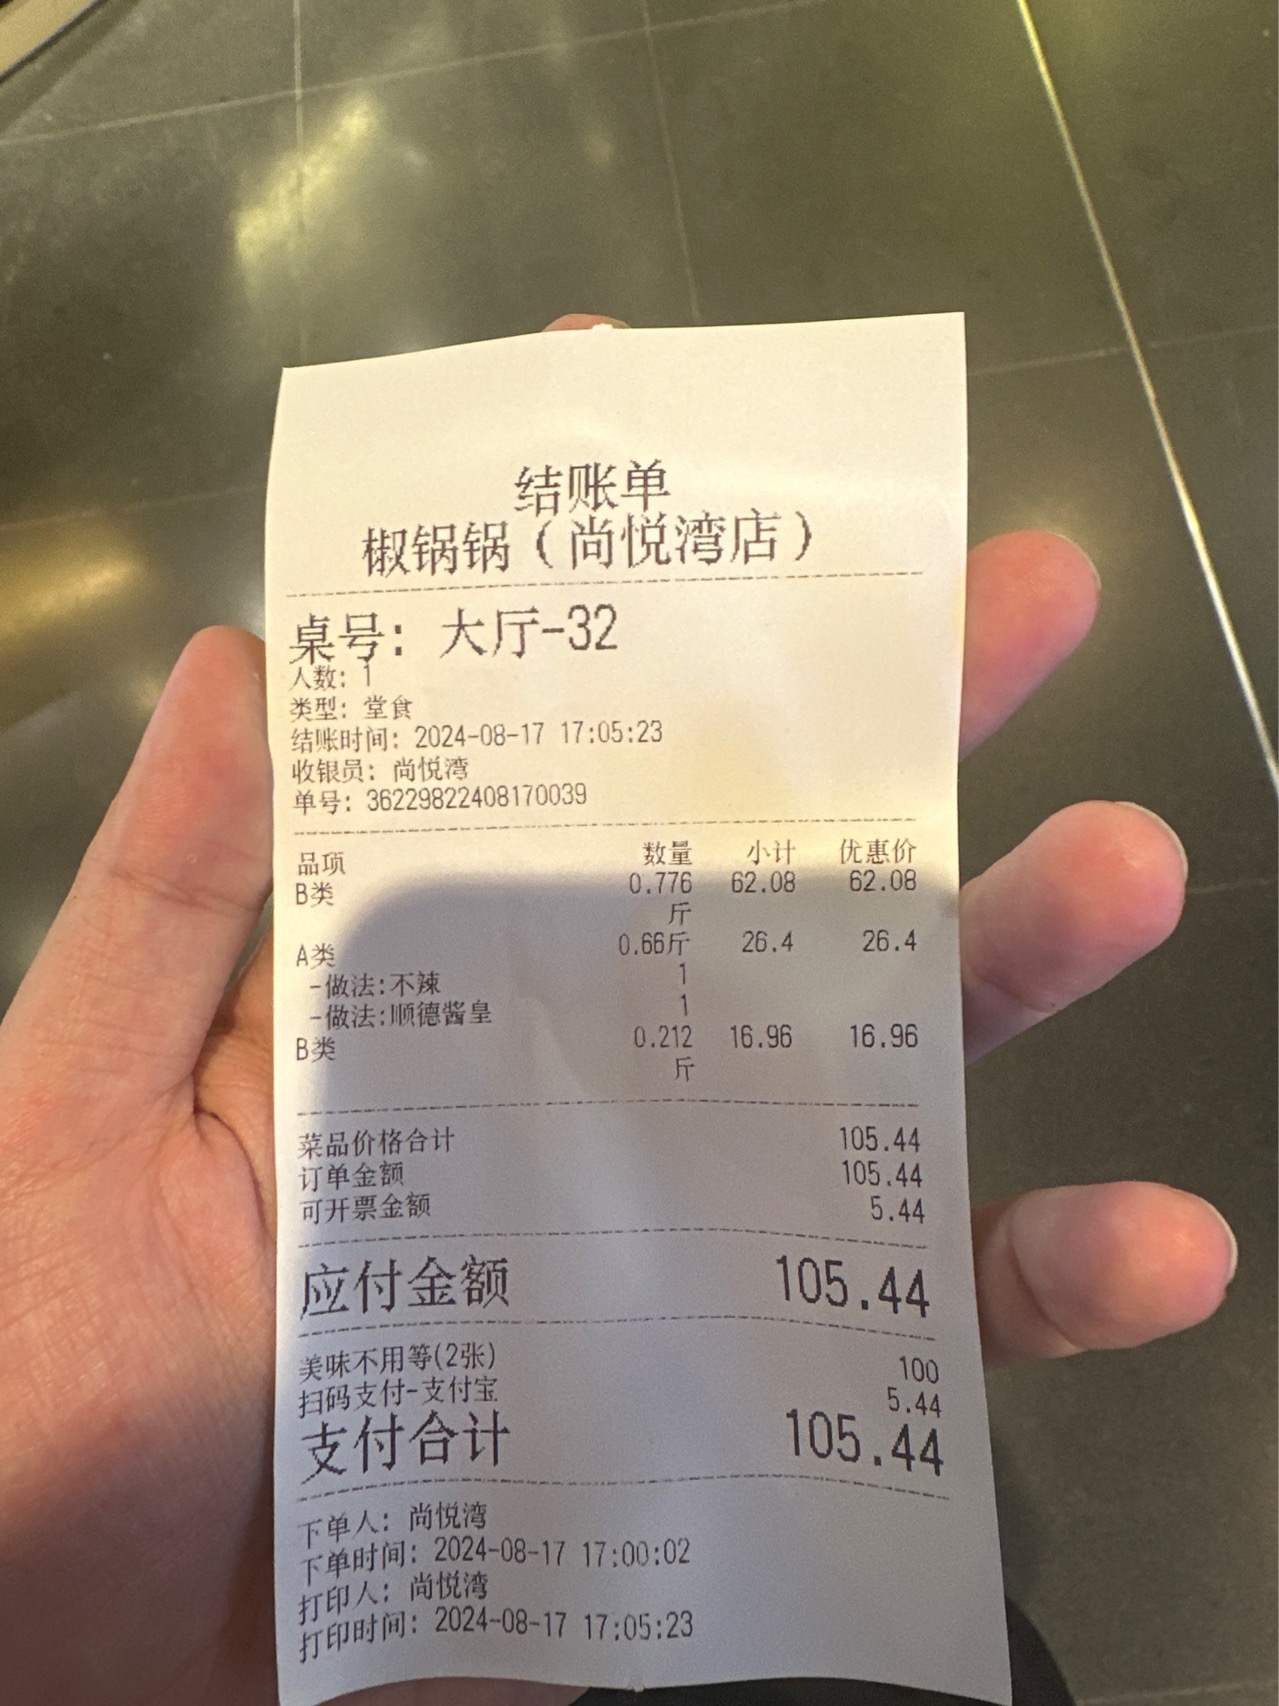 结账单
椒锅锅（尚悦湾店）
桌号：大厅-32
人数：1
类型：堂食
结账时间：2024-08-17 17:05:23
收银员：尚悦湾
单号：36229822408170039
品项 数量 小计 优惠价
B类 0.776 62.08 62.08
斤
A类 0.66斤 26.4 26.4
-做法:不辣 1
-做法:顺德酱皇 1
B类 0.212 16.96 16.96
斤
菜品价格合计 105.44
订单金额 105.44
可开票金额 5.44
应付金额 105.44
美味不用等(2张) 100
扫码支付-支付宝 5.44
支付合计 105.44
下单人：尚悦湾
下单时间：2024-08-17 17:00:02
打印人：尚悦湾
打印时间：2024-08-17 17:05:23